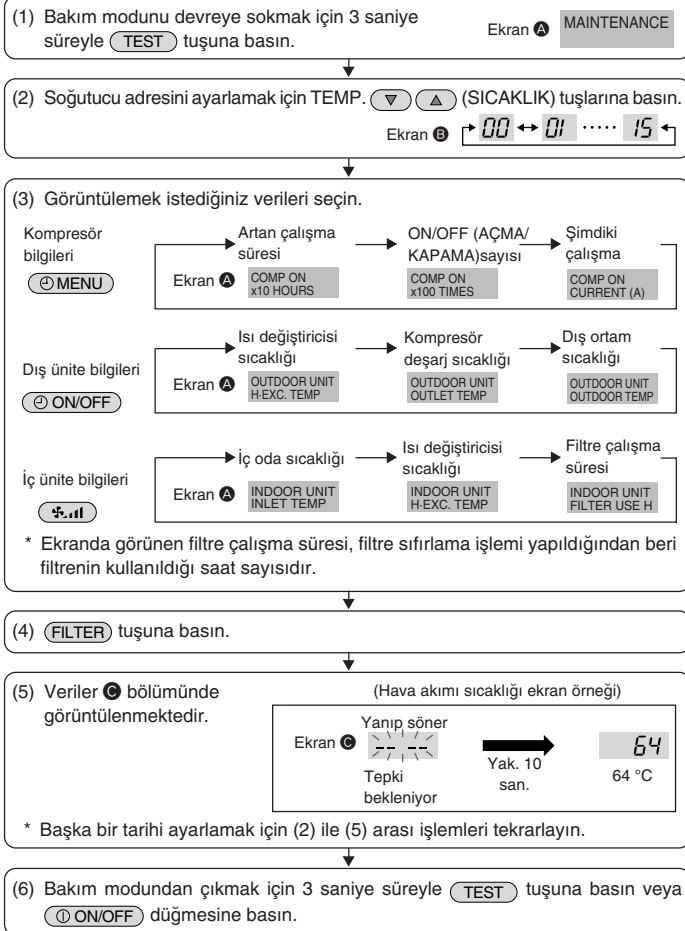 (1) Bakım modunu devreye sokmak için 3 saniye
süreyle TEST tuşuna basın.
Ekran A MAINTENANCE
(2) Soğutucu adresini ayarlamak için TEMP. ▽ △ (SICAKLIK) tuşlarına basın.
Ekran B 00 ↔ 01 ····· 15
(3) Görüntülemek istediğiniz verileri seçin.
Kompresör
bilgileri
MENU
Artan çalışma
süresi
ON/OFF (AÇMA/
KAPAMA)sayısı
Şimdiki
çalışma
Ekran A
COMP ON
x10 HOURS
COMP ON
x100 TIMES
COMP ON
CURRENT (A)
Dış ünite bilgileri
ON/OFF
Isı değiştiricisi
sıcaklığı
Kompresör
deşarj sıcaklığı
Dış ortam
sıcaklığı
Ekran A
OUTDOOR UNIT
H·EXC. TEMP
OUTDOOR UNIT
OUTLET TEMP
OUTDOOR UNIT
OUTDOOR TEMP
İç ünite bilgileri
İç oda sıcaklığı
Isı değiştiricisi
sıcaklığı
Filtre çalışma
süresi
Ekran A
INDOOR UNIT
INLET TEMP
INDOOR UNIT
H·EXC. TEMP
INDOOR UNIT
FILTER USE H
* Ekranda görünen filtre çalışma süresi, filtre sıfırlama işlemi yapıldığından beri
filtrenin kullanıldığı saat sayısıdır.
(4) FILTER tuşuna basın.
(5) Veriler C bölümünde
görüntülenmektedir.
(Hava akımı sıcaklığı ekran örneği)
Yanıp söner
Ekran C -- --
Tepki
bekleniyor
Yak. 10
san.
64
64 °C
* Başka bir tarihi ayarlamak için (2) ile (5) arası işlemleri tekrarlayın.
(6) Bakım modundan çıkmak için 3 saniye süreyle TEST tuşuna basın veya
ON/OFF düğmesine basın.